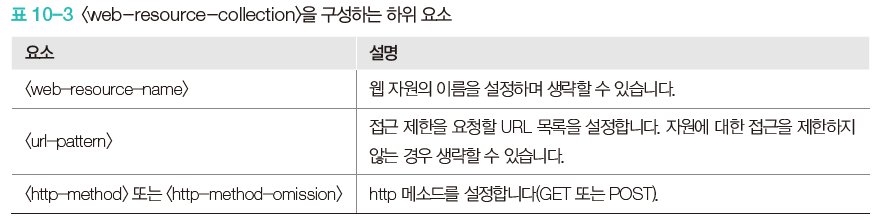 표 10-3 〈web-resource-collection〉을 구성하는 하위 요소
요소 설명
〈web-resource-name〉 웹 자원의 이름을 설정하며 생략할 수 있습니다.
〈url-pattern〉 접근 제한을 요청할 URL 목록을 설정합니다. 자원에 대한 접근을 제한하지
않는 경우 생략할 수 있습니다.
〈http-method〉 또는 〈http-method-omission〉 http 메소드를 설정합니다(GET 또는 POST).